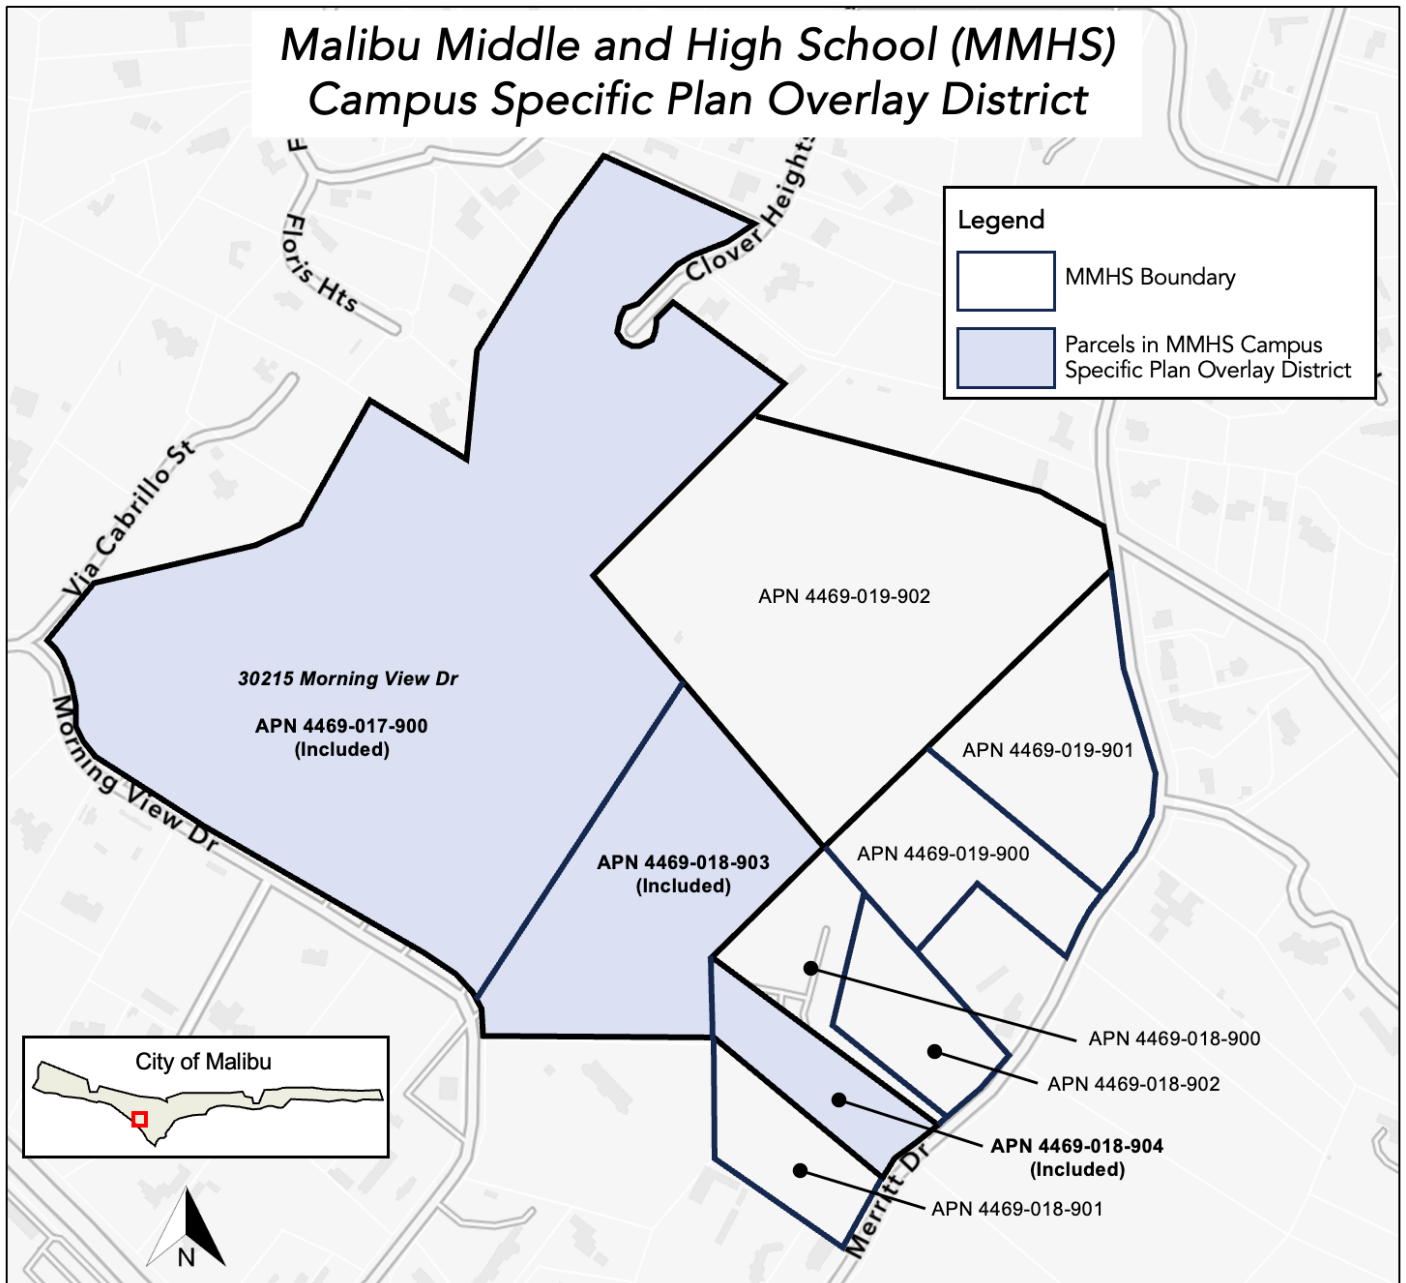 Malibu Middle and High School (MMHS)
Campus Specific Plan Overlay District
F
Floris Hts
Clover Heights
Legend
MMHS Boundary
Parcels in MMHS Campus
Specific Plan Overlay District
Via Cabrillo St
APN 4469-019-902
30215 Morning View Dr
APN 4469-017-900
(Included)
Morning View Dr
APN 4469-019-901
APN 4469-018-903
(Included)
APN 4469-019-900
APN 4469-018-900
APN 4469-018-902
APN 4469-018-904
(Included)
APN 4469-018-901
Merritt Dr
City of Malibu
N